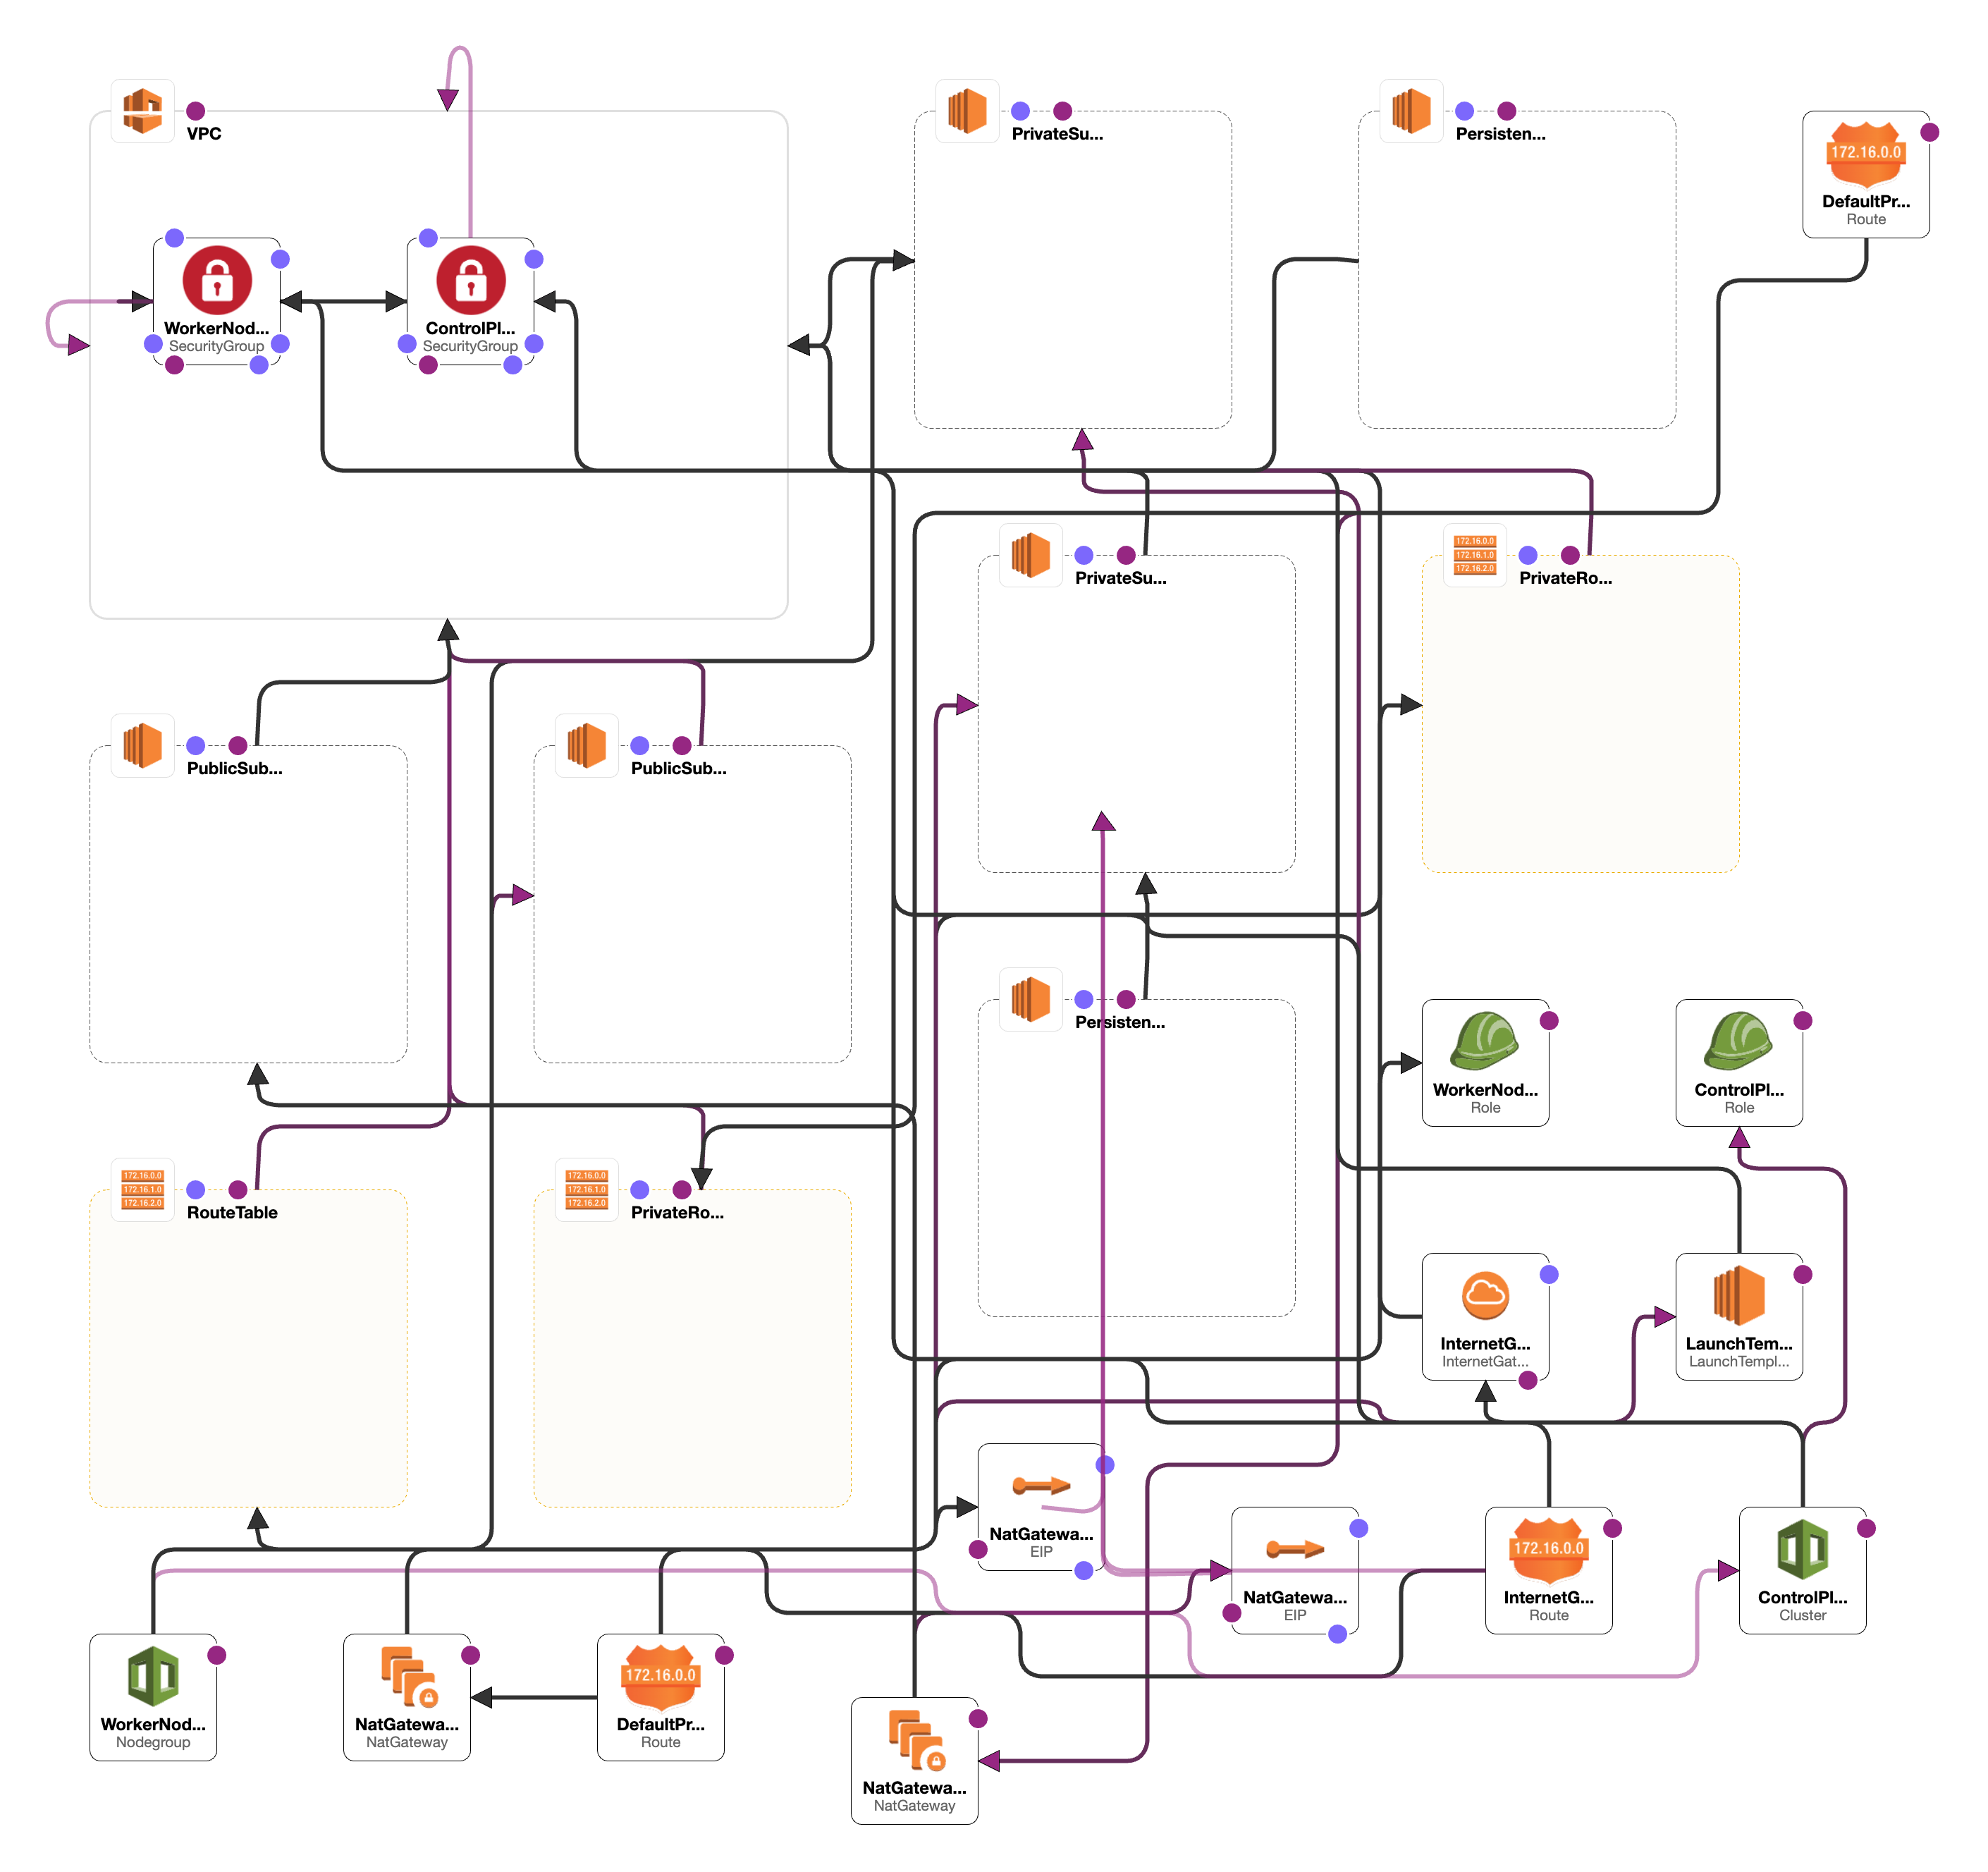 VPC
PrivateSu...
Persisten...
172.16.0.0
DefaultPr...
Route
WorkerNod...
SecurityGroup
ControlPl...
SecurityGroup
172.16.0.0
172.16.1.0
172.16.2.0
PrivateSu...
PrivateRo...
PublicSub...
PublicSub...
Persisten...
WorkerNod...
Role
ControlPl...
Role
172.16.0.0
172.16.1.0
172.16.2.0
RouteTable
172.16.0.0
172.16.1.0
172.16.2.0
PrivateRo...
InternetG...
InternetGat...
LaunchTem...
LaunchTempl...
NatGatewa...
EIP
NatGatewa...
EIP
172.16.0.0
InternetG...
Route
ControlPl...
Cluster
WorkerNod...
Nodegroup
NatGatewa...
NatGateway
172.16.0.0
DefaultPr...
Route
NatGatewa...
NatGateway